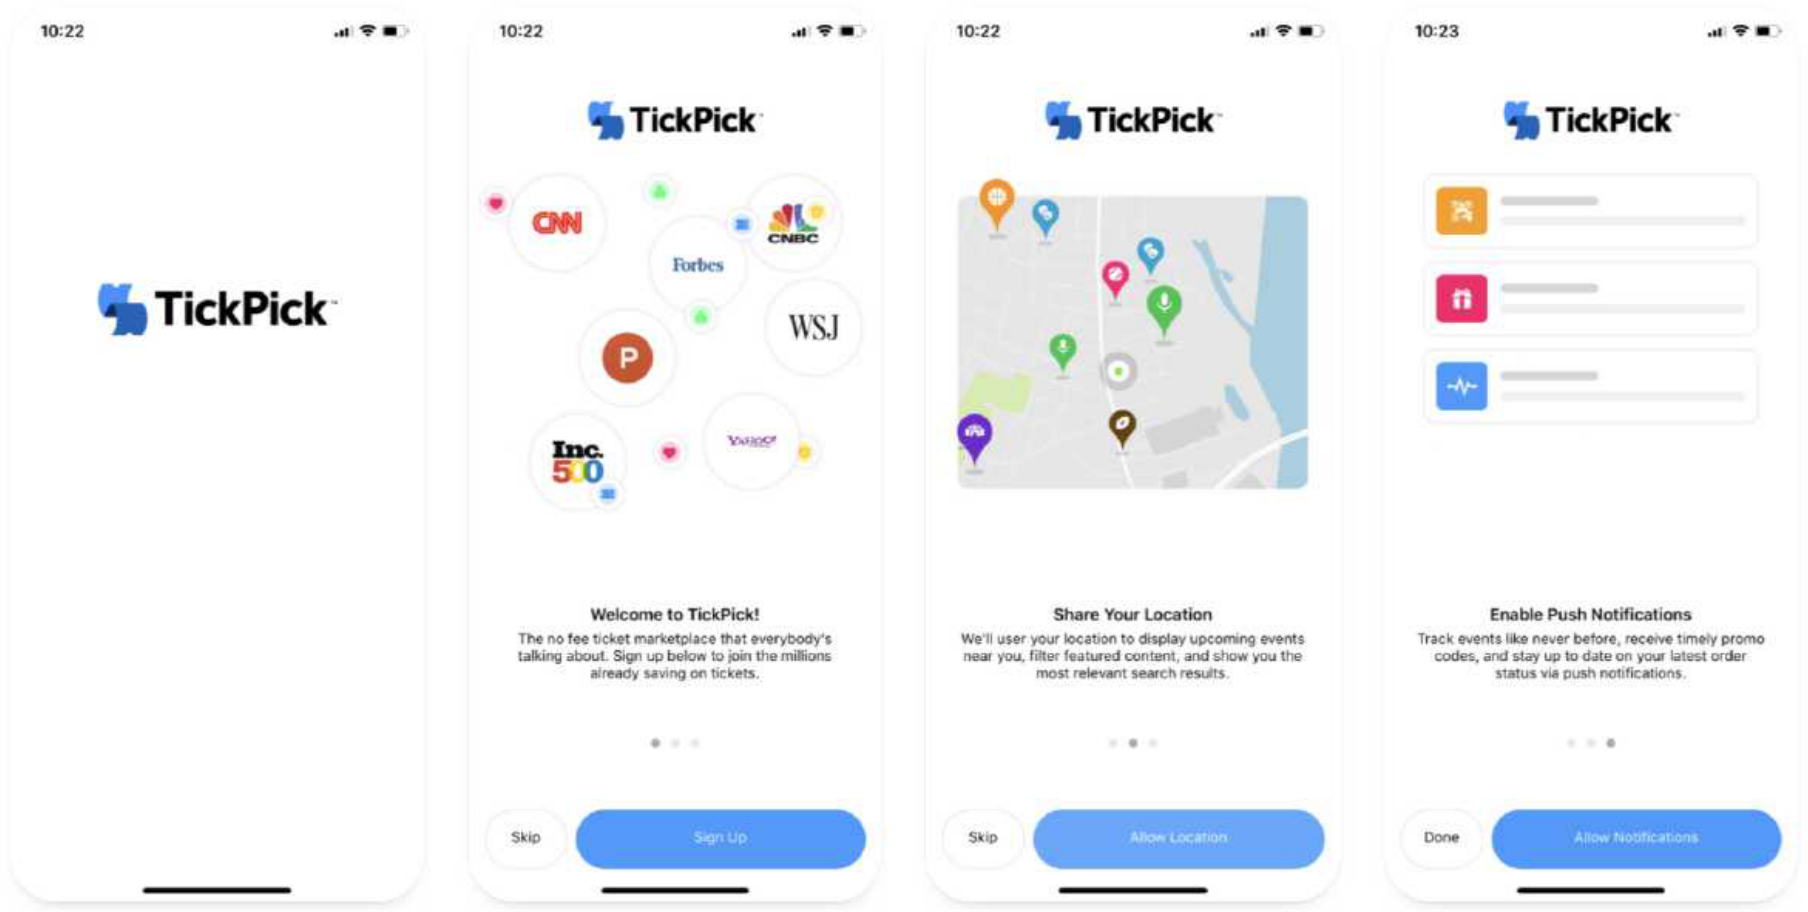 10:22
TickPick™
10:22
TickPick™
CNN
CNBC
Forbes
WSJ
P
YAHOO!
Inc.
500
Welcome to TickPick!
The no fee ticket marketplace that everybody's
talking about. Sign up below to join the millions
already saving on tickets.
Skip
Sign Up
10:22
TickPick™
Share Your Location
We'll user your location to display upcoming events
near you, filter featured content, and show you the
most relevant search results.
Skip
Allow Location
10:23
TickPick™
Enable Push Notifications
Track events like never before, receive timely promo
codes, and stay up to date on your latest order
status via push notifications.
Done
Allow Notifications